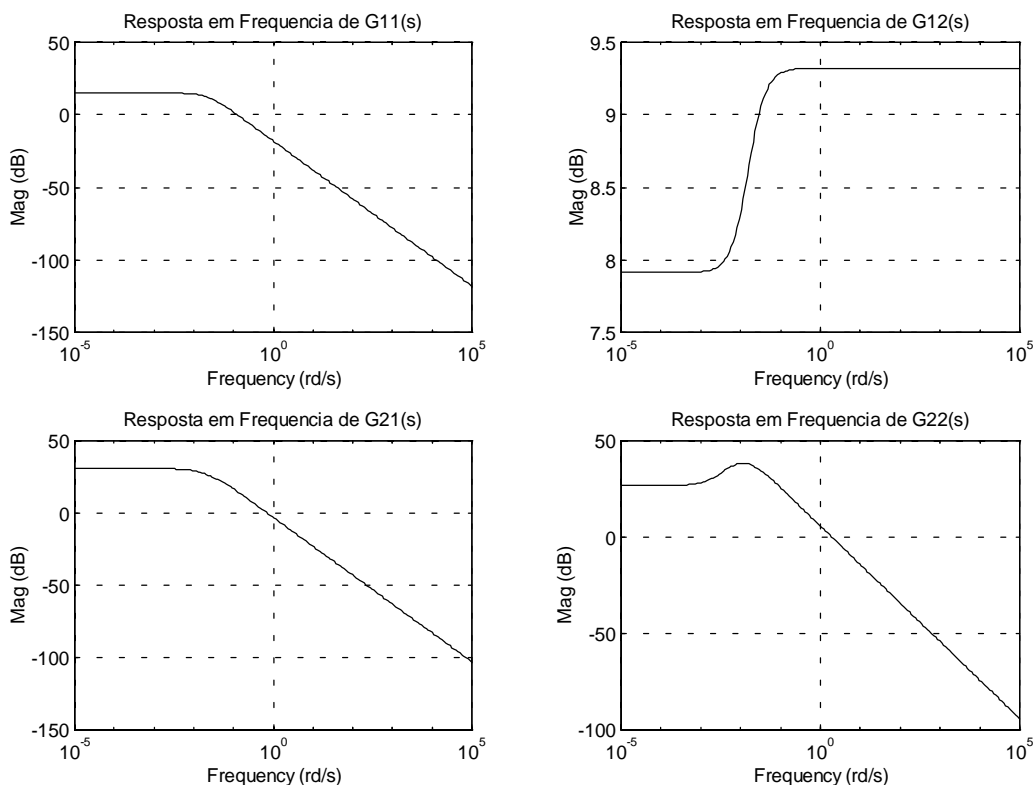 Resposta em Frequencia de G11(s)
50
0
-50
-100
-150
Mag (dB)
10^-5
10^0
10^5
Frequency (rd/s)
Resposta em Frequencia de G12(s)
9.5
9
8.5
8
7.5
Mag (dB)
10^-5
10^0
10^5
Frequency (rd/s)
Resposta em Frequencia de G21(s)
50
0
-50
-100
-150
Mag (dB)
10^-5
10^0
10^5
Frequency (rd/s)
Resposta em Frequencia de G22(s)
50
0
-50
-100
Mag (dB)
10^-5
10^0
10^5
Frequency (rd/s)